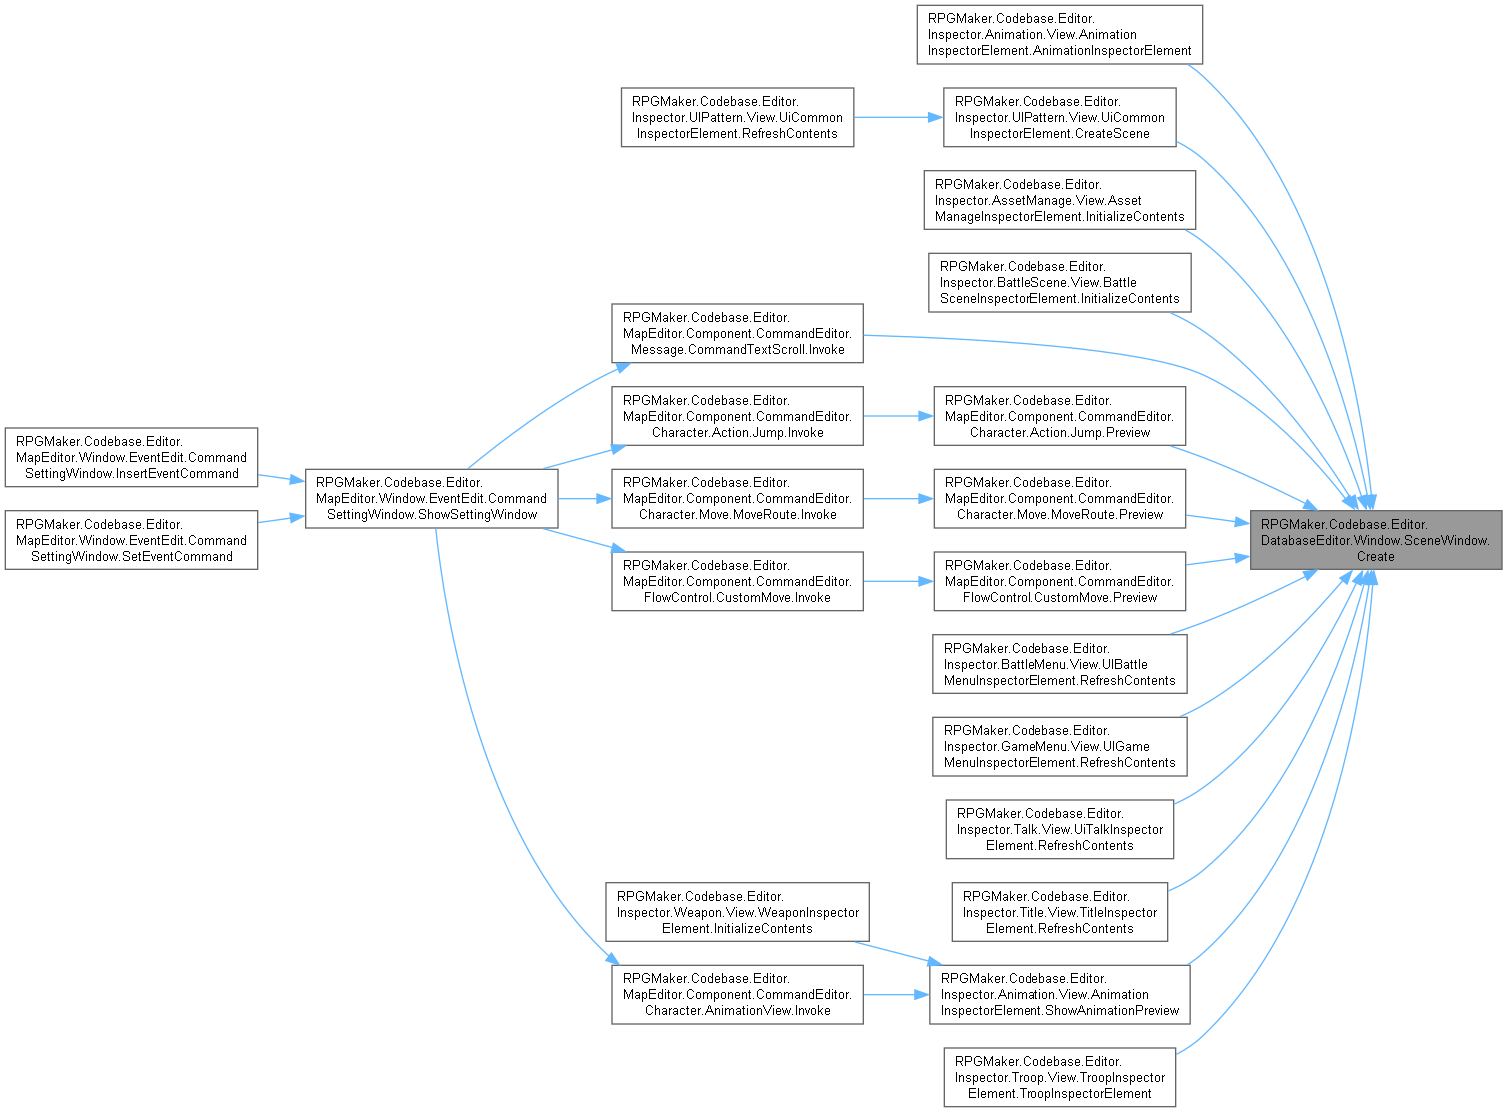 RPGMaker.Codebase.Editor.
Inspector.Animation.View.Animation
InspectorElement.AnimationInspectorElement
RPGMaker.Codebase.Editor.
Inspector.UIPattern.View.UiCommon
InspectorElement.RefreshContents
RPGMaker.Codebase.Editor.
Inspector.UIPattern.View.UiCommon
InspectorElement.CreateScene
RPGMaker.Codebase.Editor.
Inspector.AssetManage.View.Asset
ManageInspectorElement.InitializeContents
RPGMaker.Codebase.Editor.
Inspector.BattleScene.View.Battle
SceneInspectorElement.InitializeContents
RPGMaker.Codebase.Editor.
MapEditor.Component.CommandEditor.
Message.CommandTextScroll.Invoke
RPGMaker.Codebase.Editor.
MapEditor.Component.CommandEditor.
Character.Action.Jump.Invoke
RPGMaker.Codebase.Editor.
MapEditor.Component.CommandEditor.
Character.Action.Jump.Preview
RPGMaker.Codebase.Editor.
MapEditor.Window.EventEdit.Command
SettingWindow.InsertEventCommand
RPGMaker.Codebase.Editor.
MapEditor.Window.EventEdit.Command
SettingWindow.ShowSettingWindow
RPGMaker.Codebase.Editor.
MapEditor.Component.CommandEditor.
Character.Move.MoveRoute.Invoke
RPGMaker.Codebase.Editor.
MapEditor.Component.CommandEditor.
Character.Move.MoveRoute.Preview
RPGMaker.Codebase.Editor.
MapEditor.Window.EventEdit.Command
SettingWindow.SetEventCommand
RPGMaker.Codebase.Editor.
DatabaseEditor.Window.SceneWindow.
Create
RPGMaker.Codebase.Editor.
MapEditor.Component.CommandEditor.
FlowControl.CustomMove.Invoke
RPGMaker.Codebase.Editor.
MapEditor.Component.CommandEditor.
FlowControl.CustomMove.Preview
RPGMaker.Codebase.Editor.
Inspector.BattleMenu.View.UIBattle
MenuInspectorElement.RefreshContents
RPGMaker.Codebase.Editor.
Inspector.GameMenu.View.UIGame
MenuInspectorElement.RefreshContents
RPGMaker.Codebase.Editor.
Inspector.Talk.View.UiTalkInspector
Element.RefreshContents
RPGMaker.Codebase.Editor.
Inspector.Weapon.View.WeaponInspector
Element.InitializeContents
RPGMaker.Codebase.Editor.
Inspector.Title.View.TitleInspector
Element.RefreshContents
RPGMaker.Codebase.Editor.
MapEditor.Component.CommandEditor.
Character.AnimationView.Invoke
RPGMaker.Codebase.Editor.
Inspector.Animation.View.Animation
InspectorElement.ShowAnimationPreview
RPGMaker.Codebase.Editor.
Inspector.Troop.View.TroopInspector
Element.TroopInspectorElement